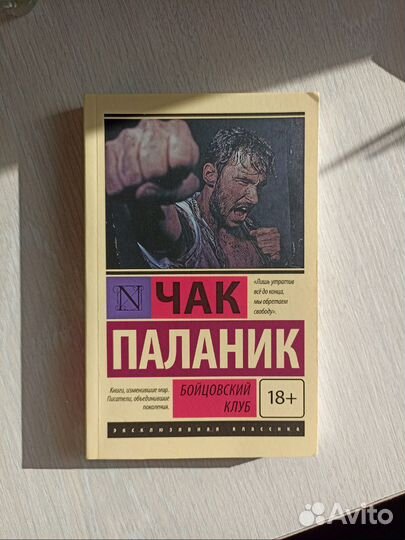 N
ЧАК
«Лишь утратив
всё до конца,
мы обретаем
свободу».
ПАЛАНИК
Книги, изменившие мир.
Писатели, объединившие
поколения.
БОЙЦОВСКИЙ
КЛУБ
18+
ЭКСКЛЮЗИВНАЯ КЛАССИКА
Avito